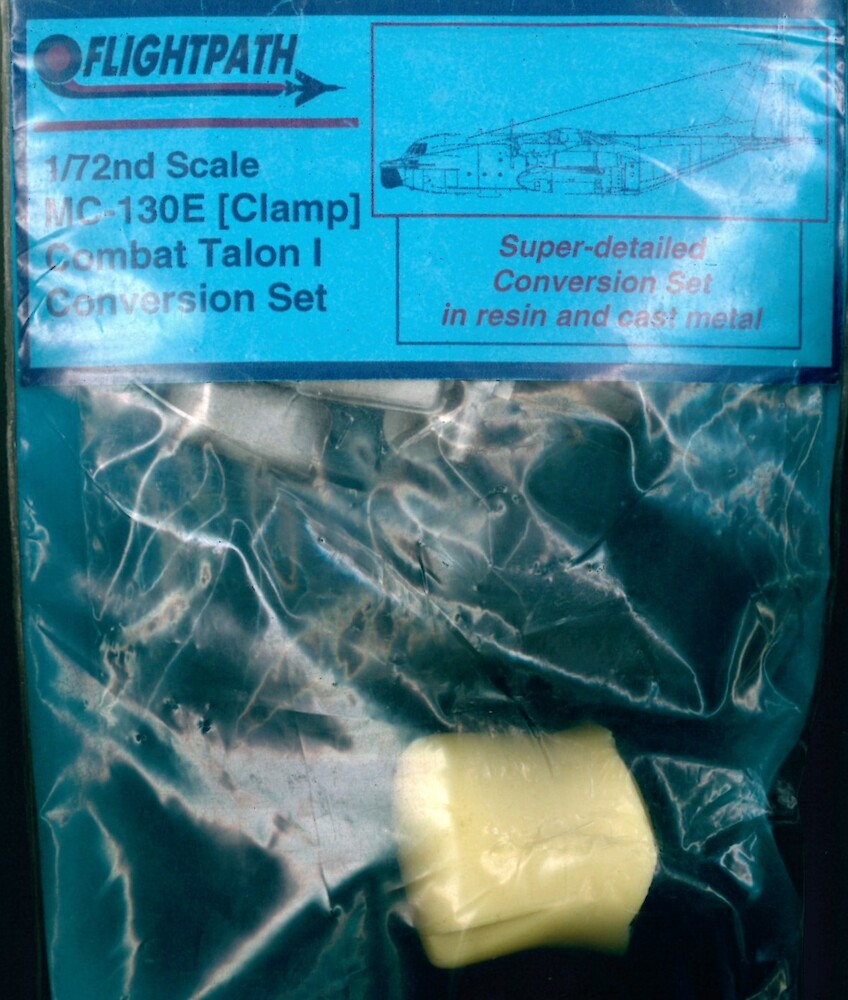 FLIGHTPATH
1/72nd Scale
MC-130E [Clamp]
Combat Talon I
Conversion Set
Super-detailed
Conversion Set
in resin and cast metal